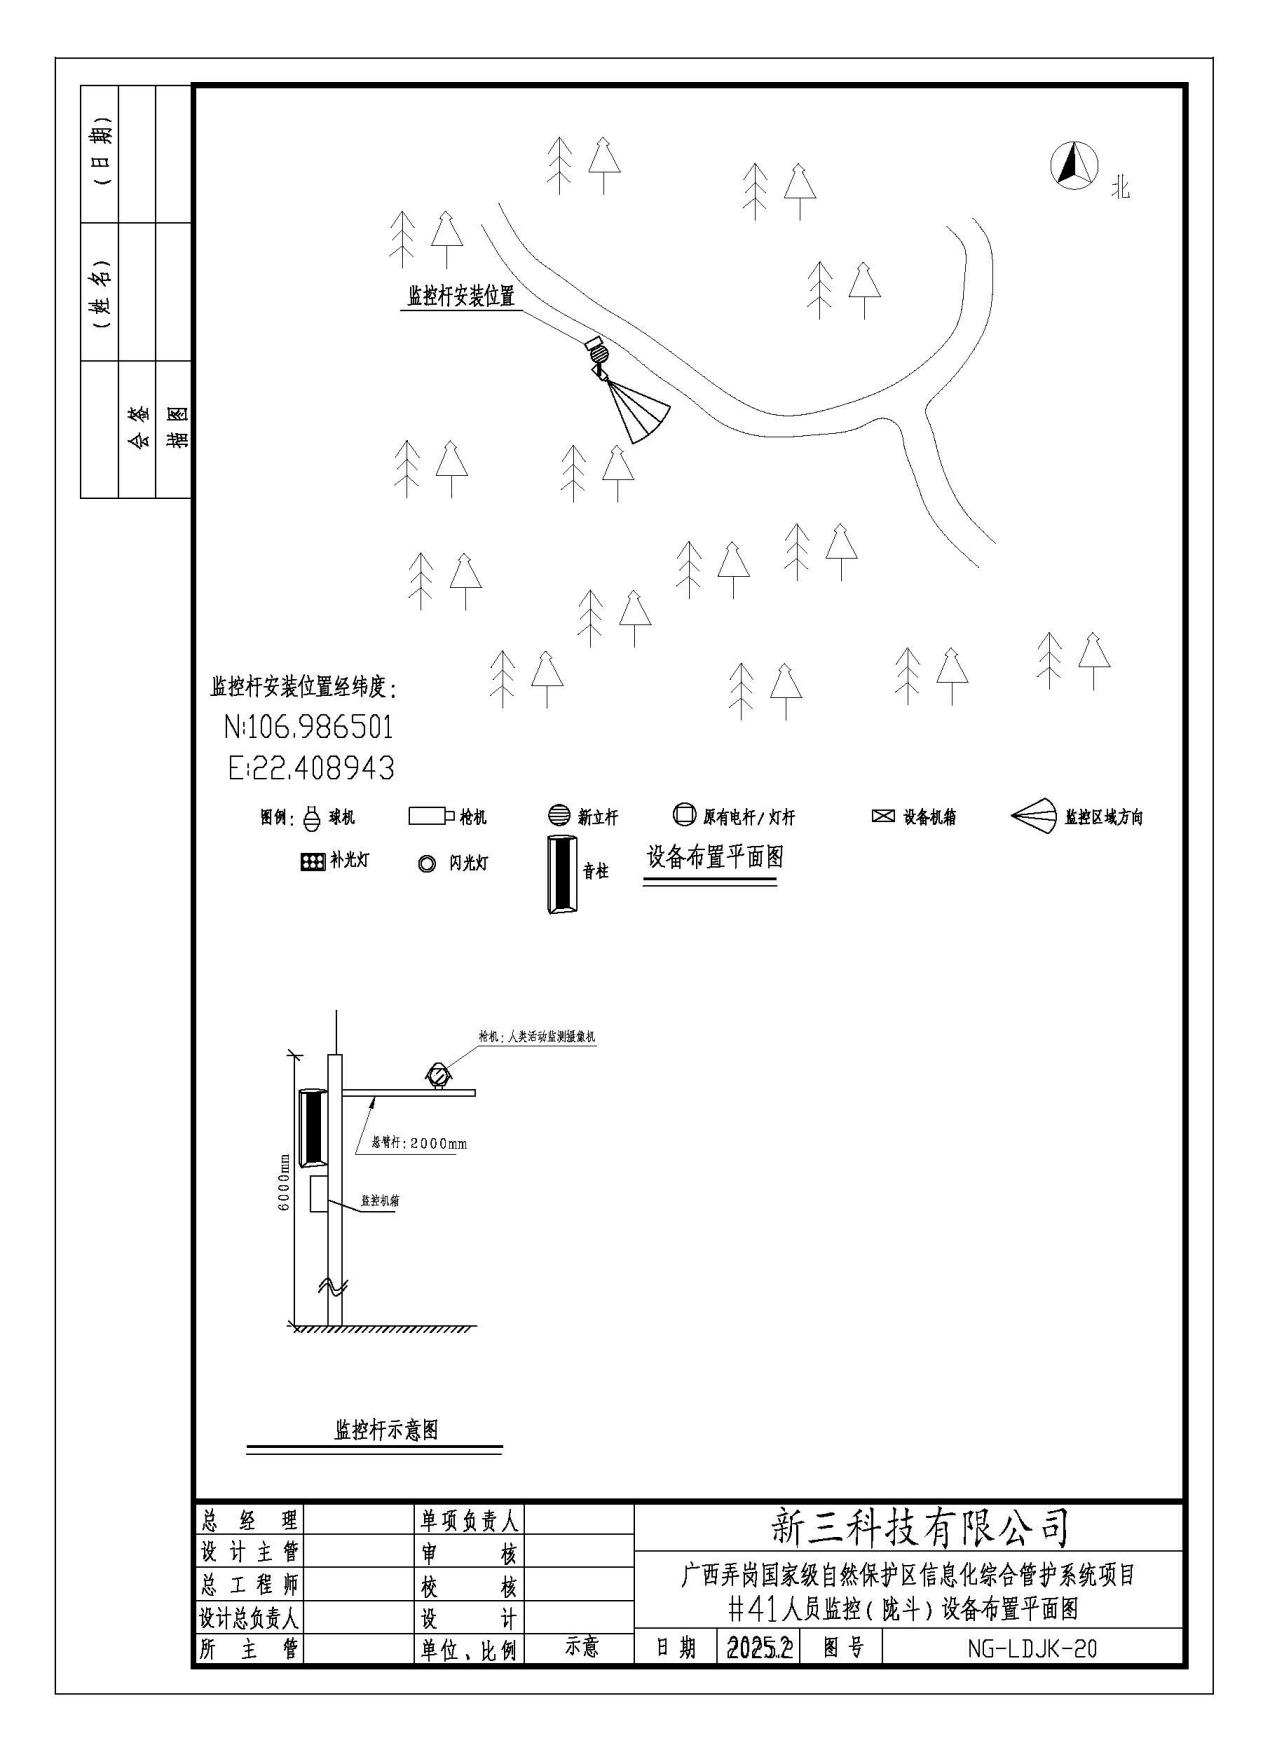 (日 期)
(姓 名)
会 签
描 图
北
监控杆安装位置
监控杆安装位置经纬度:
N:106.986501
E:22.408943
图例: 球机 枪机 新立杆 原有电杆/灯杆 设备机箱 监控区域方向
补光灯 闪光灯 音柱
设备布置平面图
枪机:人类活动监测摄像机
悬臂杆:2000mm
6000mm
监控机箱
监控杆示意图
总 经 理 单项负责人
新三科技有限公司
设 计 主 管 审 核
总 工 程 师 校 核
广西弄岗国家级自然保护区信息化综合管护系统项目
#41人员监控(陇斗)设备布置平面图
设计总负责人 设 计
所 主 管 单位、比例 示意 日 期 2025.2 图 号 NG-LDJK-20